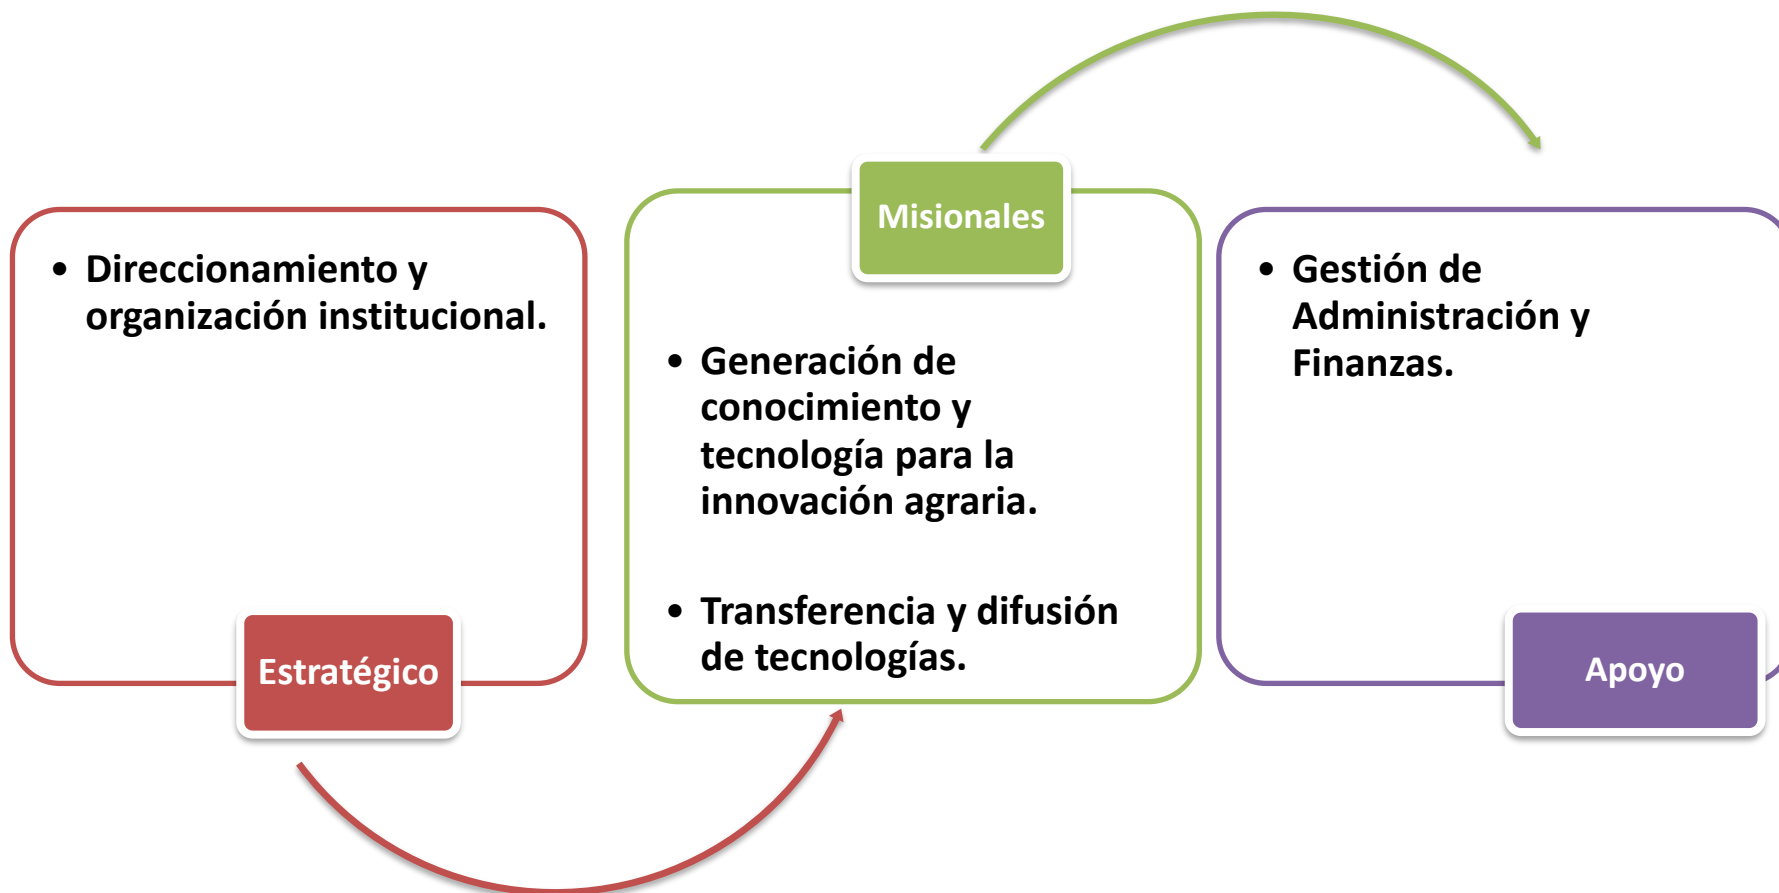 • Direccionamiento y
organización institucional.
Estratégico
Misionales
• Generación de
conocimiento y
tecnología para la
innovación agraria.
• Transferencia y difusión
de tecnologías.
• Gestión de
Administración y
Finanzas.
Apoyo